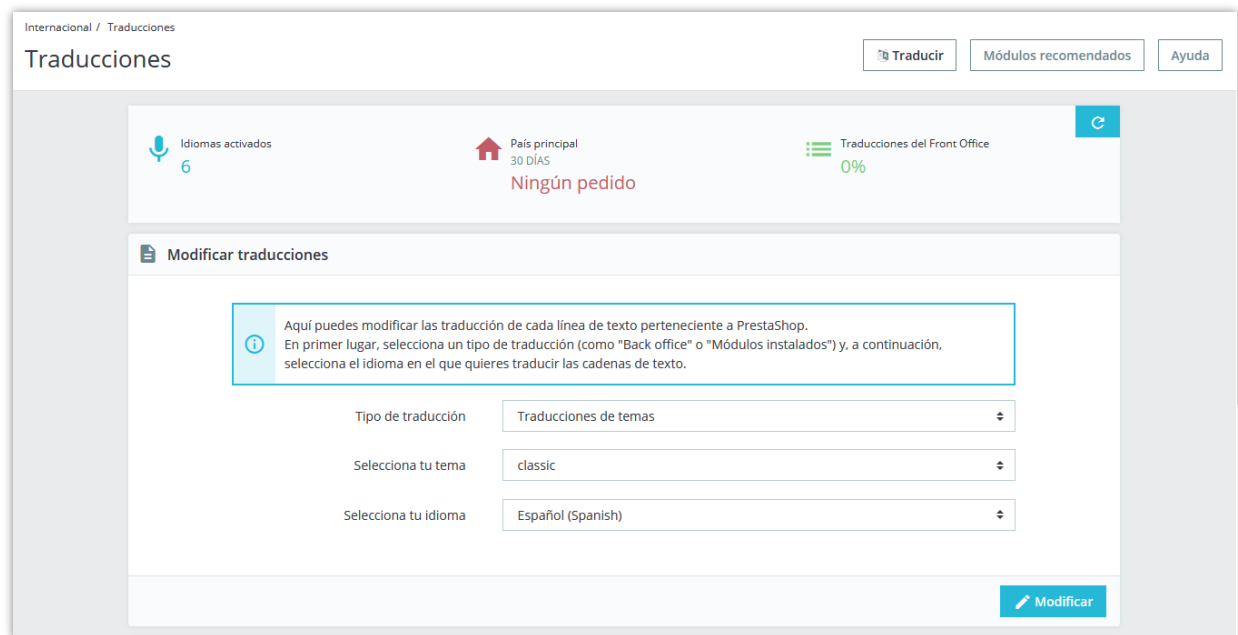 Internacional / Traducciones
Traducciones
Traducir
Módulos recomendados
Ayuda
Idiomas activados
6
País principal
30 DÍAS
Ningún pedido
Traducciones del Front Office
0%
Modificar traducciones
Aquí puedes modificar las traducción de cada línea de texto perteneciente a PrestaShop.
En primer lugar, selecciona un tipo de traducción (como "Back office" o "Módulos instalados") y, a continuación,
selecciona el idioma en el que quieres traducir las cadenas de texto.
Tipo de traducción
Traducciones de temas
Selecciona tu tema
classic
Selecciona tu idioma
Español (Spanish)
Modificar